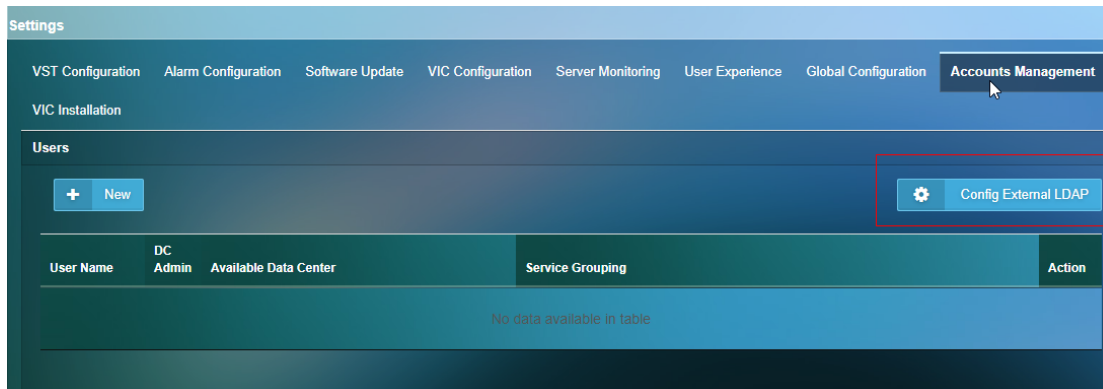 Settings
VST Configuration Alarm Configuration Software Update VIC Configuration Server Monitoring User Experience Global Configuration Accounts Management
VIC Installation
Users
New Config External LDAP
User Name DC Admin Available Data Center Service Grouping Action
No data available in table